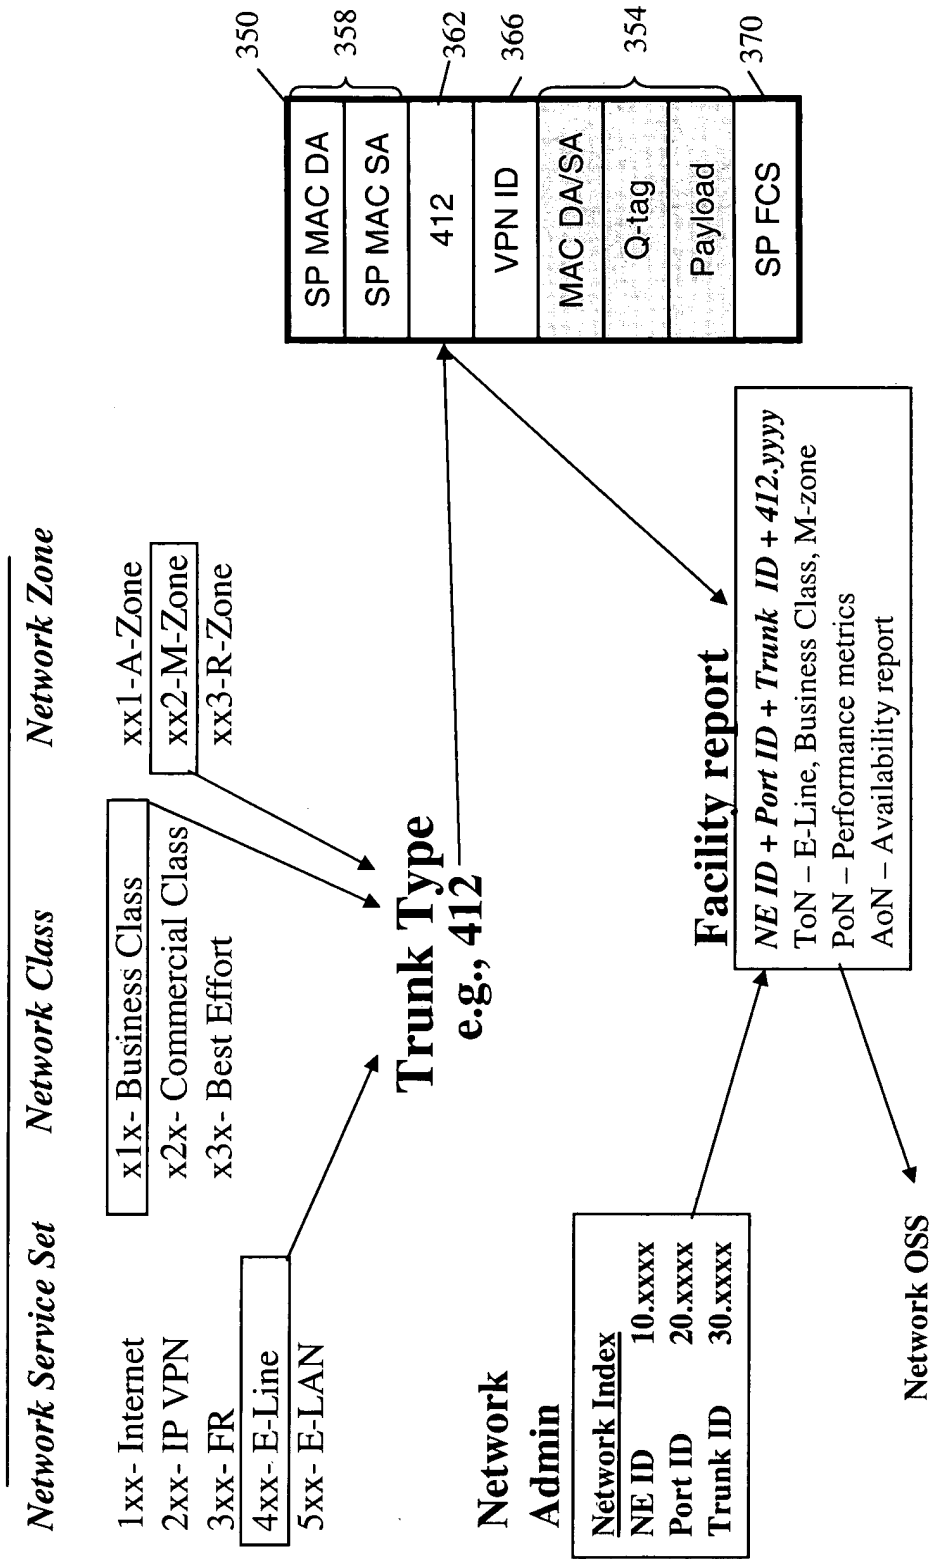 Network Service Set
1xx- Internet
2xx- IP VPN
3xx- FR
4xx- E-Line
5xx- E-LAN
Network Class
x1x- Business Class
x2x- Commercial Class
x3x- Best Effort
Network Zone
xx1-A-Zone
xx2-M-Zone
xx3-R-Zone
Trunk Type
e.g., 412
350
SP MAC DA
SP MAC SA
358
412
362
VPN ID
366
MAC DA/SA
Q-tag
Payload
354
SP FCS
370
Network
Admin
Network Index
NE ID 10.xxxx
Port ID 20.xxxx
Trunk ID 30.xxxx
Facility report
NE ID + Port ID + Trunk ID + 412.yyyy
ToN – E-Line, Business Class, M-zone
PoN – Performance metrics
AoN – Availability report
Network OSS